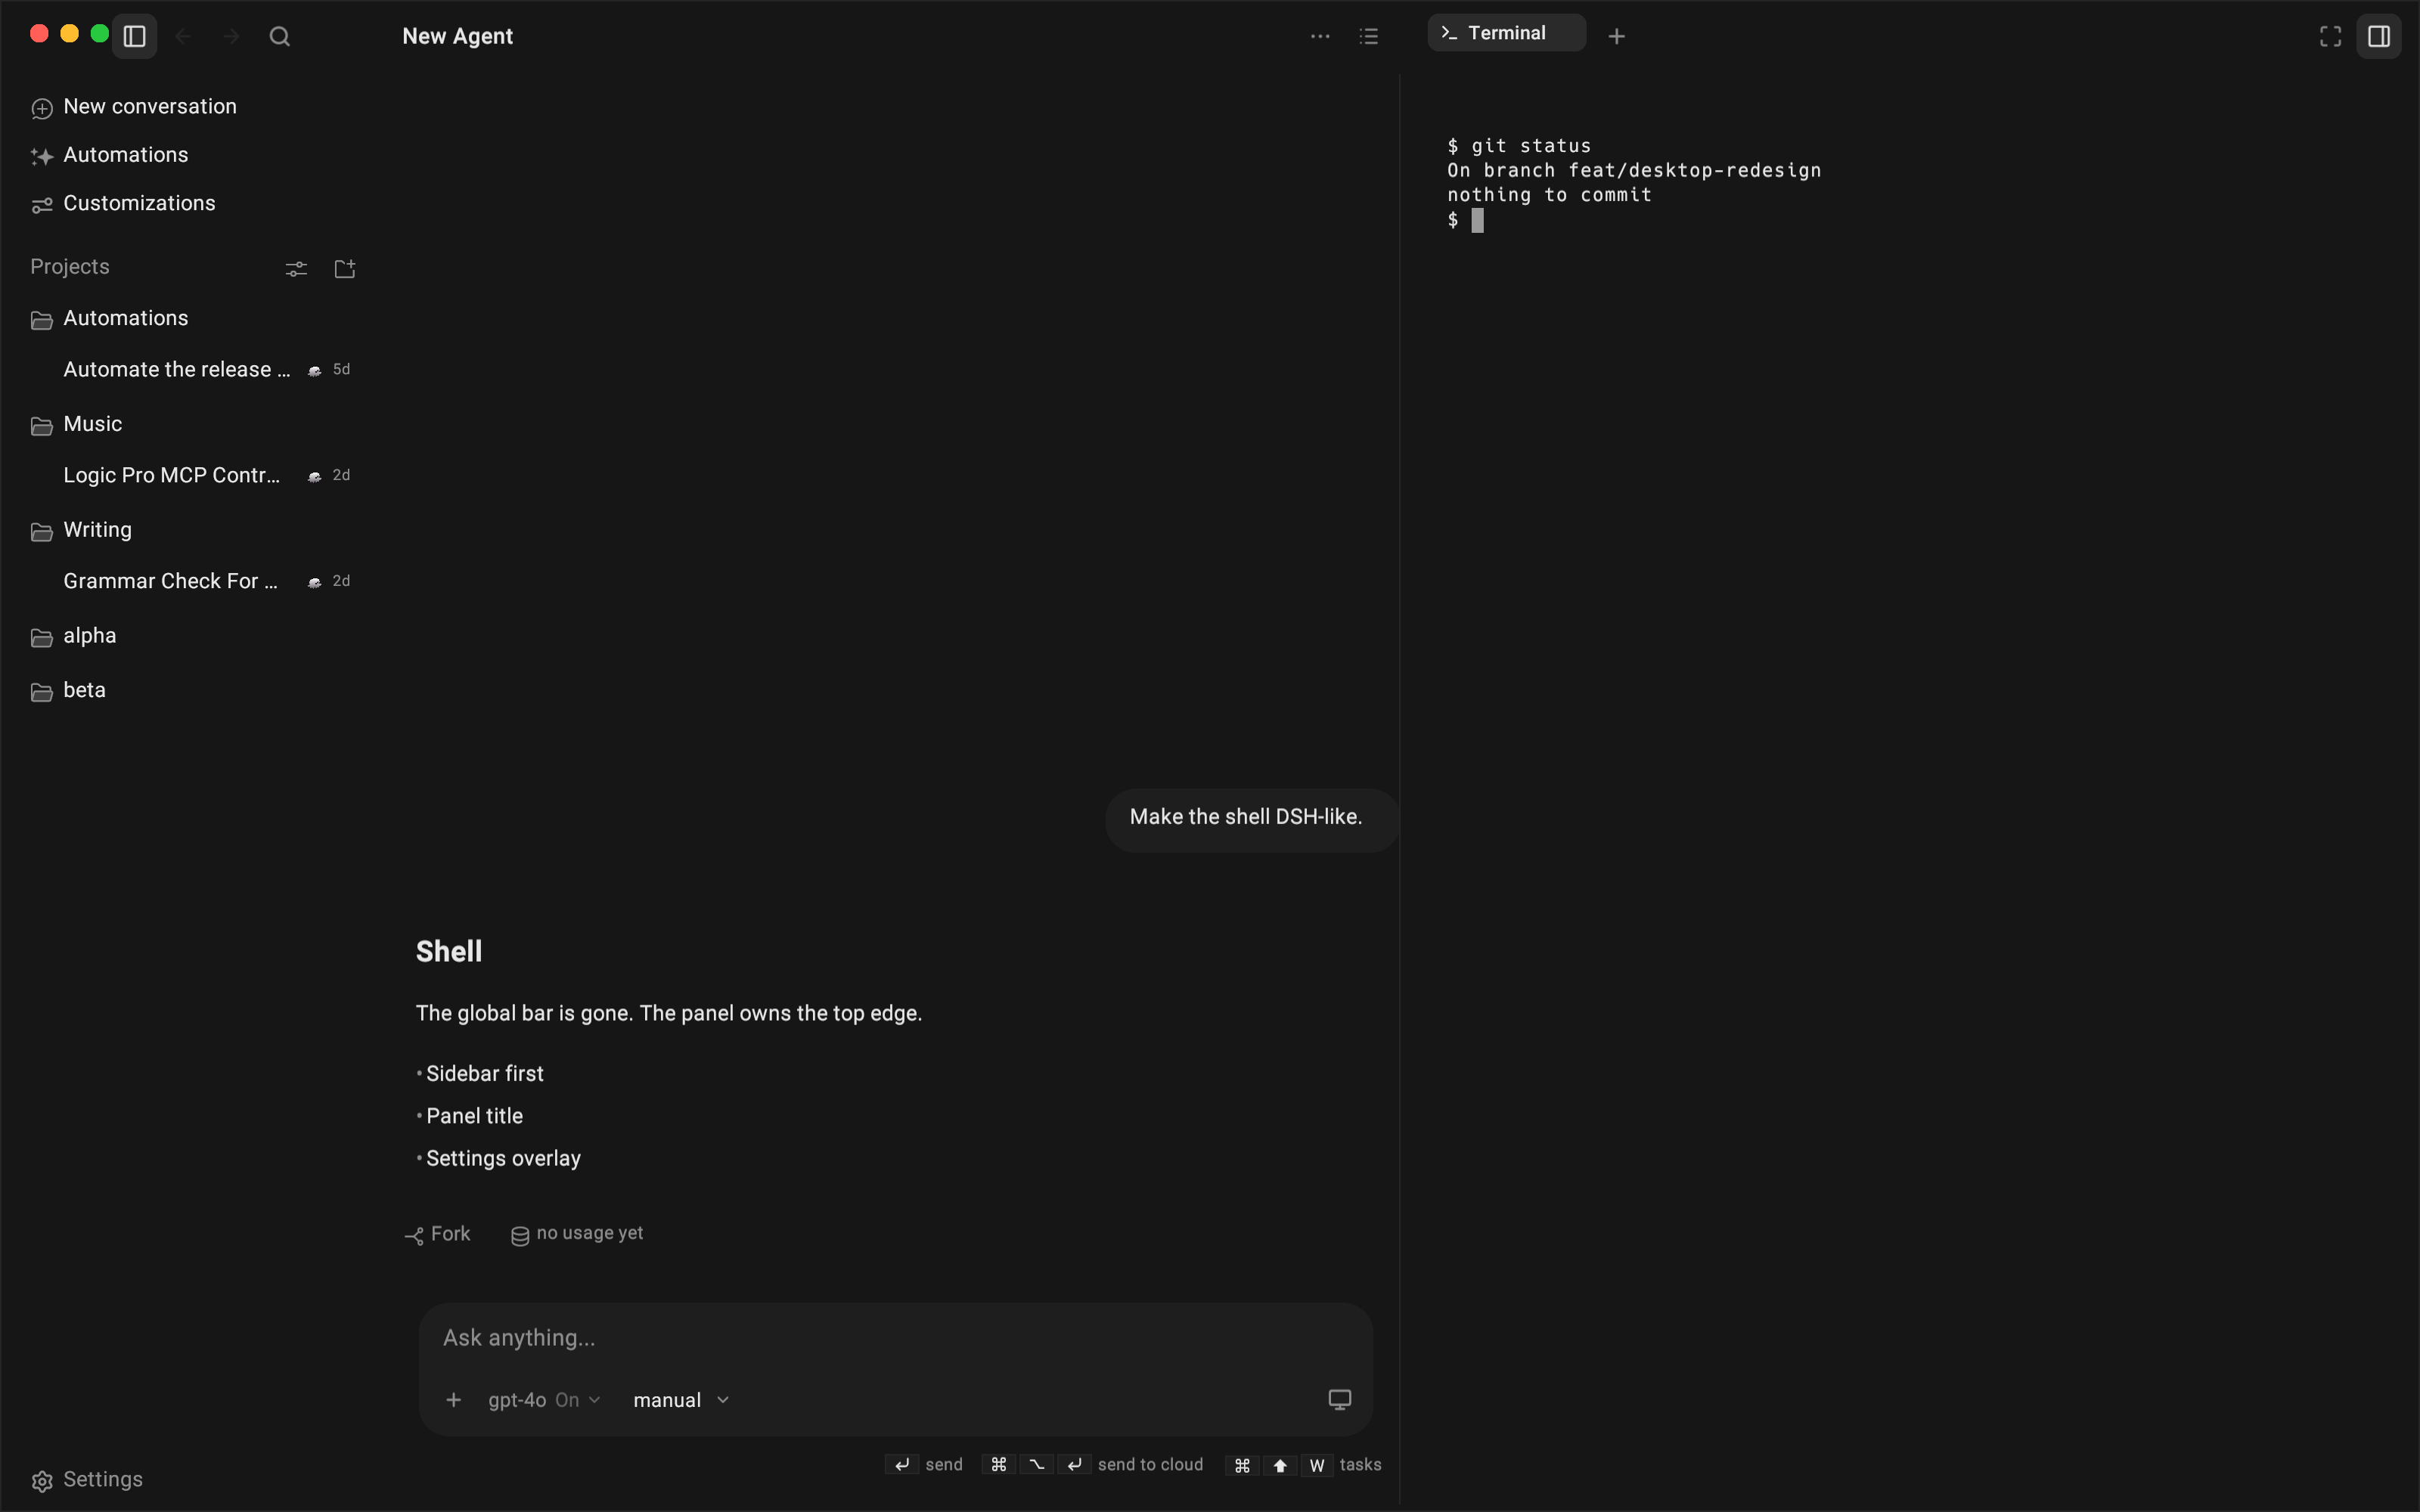 New Agent
Terminal
New conversation
Automations
Customizations
Projects
Automations
Automate the release ... 5d
Music
Logic Pro MCP Contr... 2d
Writing
Grammar Check For ... 2d
alpha
beta
Settings
Make the shell DSH-like.
Shell
The global bar is gone. The panel owns the top edge.
• Sidebar first
• Panel title
• Settings overlay
Fork no usage yet
Ask anything...
+ gpt-4o On manual
↵ send ⌘ ⌥ ↵ send to cloud ⌘ ⬆ W tasks
$ git status
On branch feat/desktop-redesign
nothing to commit
$